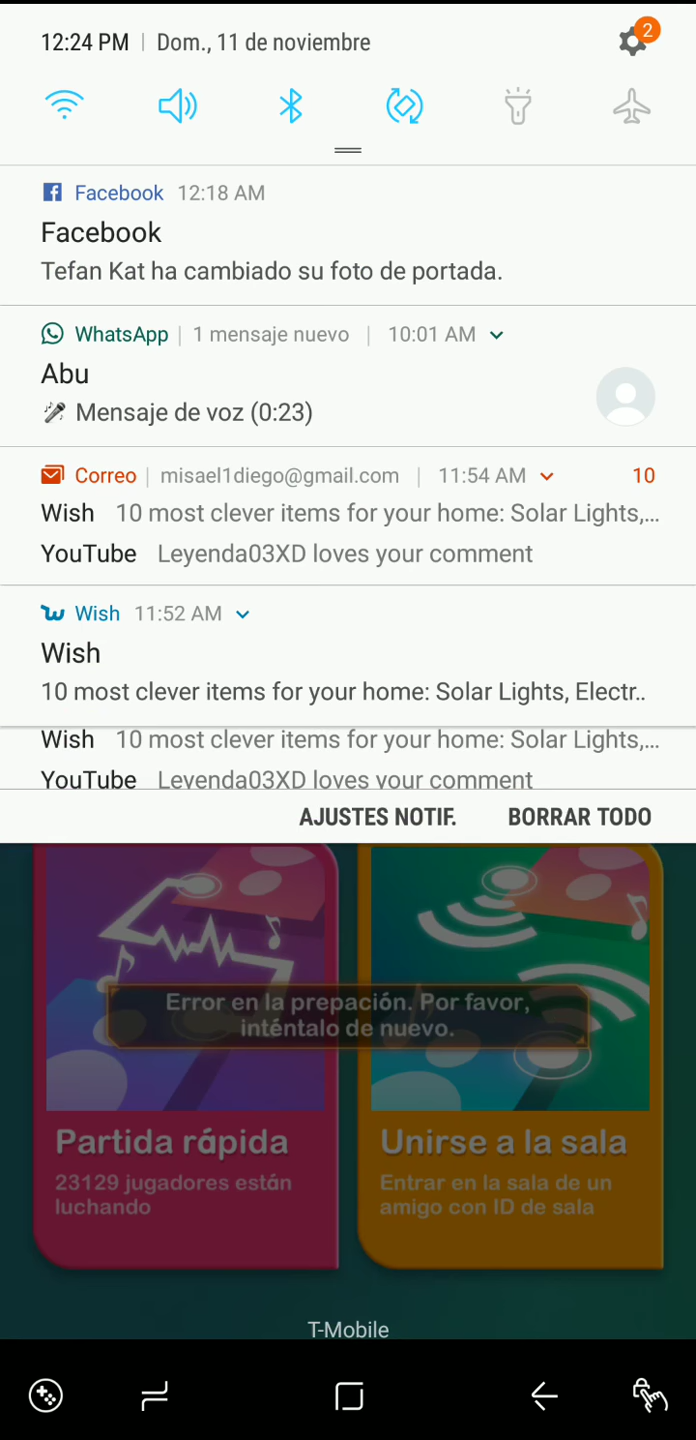 12:24 PM | Dom., 11 de noviembre
2
Facebook 12:18 AM
Facebook
Tefan Kat ha cambiado su foto de portada.
WhatsApp | 1 mensaje nuevo | 10:01 AM
Abu
Mensaje de voz (0:23)
Correo | misael1diego@gmail.com | 11:54 AM 10
Wish 10 most clever items for your home: Solar Lights,...
YouTube Leyenda03XD loves your comment
Wish 11:52 AM
Wish
10 most clever items for your home: Solar Lights, Electr..
Wish 10 most clever items for your home: Solar Lights,...
YouTube Leyenda03XD loves your comment
AJUSTES NOTIF. BORRAR TODO
Error en la prepación. Por favor,
inténtalo de nuevo.
Partida rápida
23129 jugadores están
luchando
Unirse a la sala
Entrar en la sala de un
amigo con ID de sala
T-Mobile